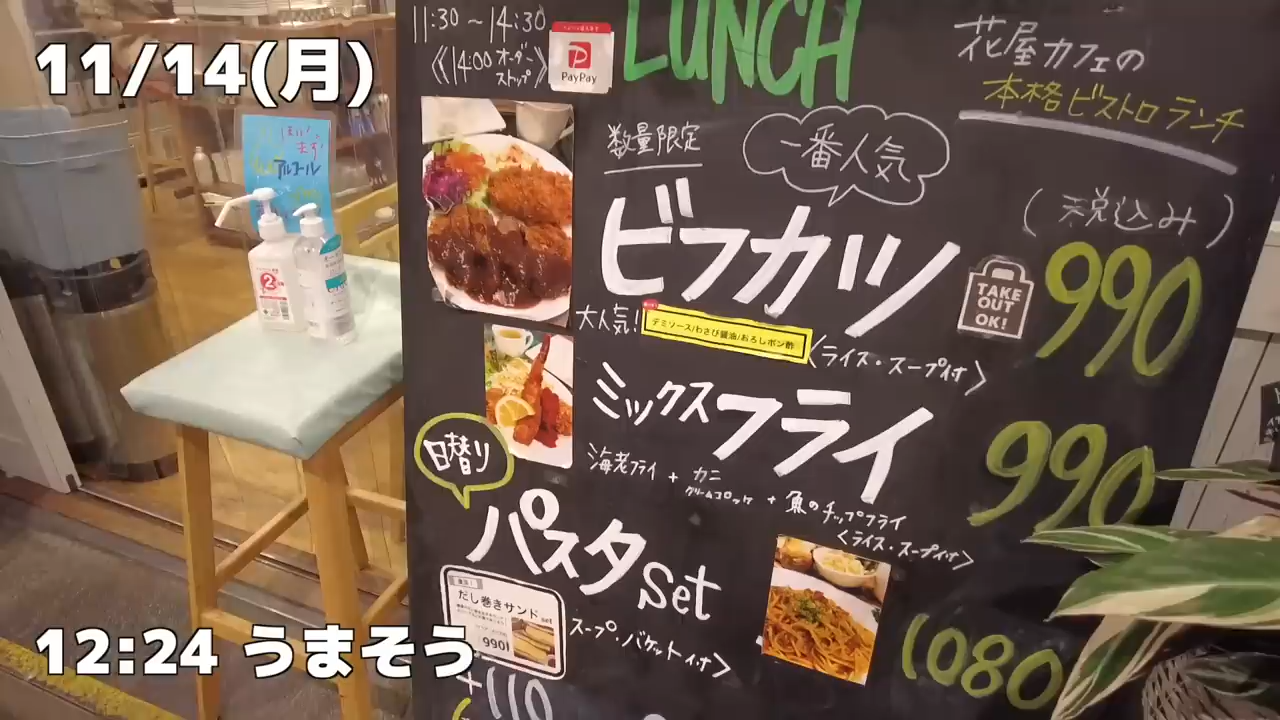 11/14(月)
12:24 うまそう
11:30～14:30
《14:00 オーダーストップ》
PayPay
LUNCH
花屋カフェの
本格ビストロランチ
アルコール
数量限定
一番人気
(税込み)
ビフカツ
990
TAKE OUT OK!
大人気!
デミソース/わさび醤油/おろしポン酢
〈ライス・スープ付〉
ミックスフライ
990
海老フライ + カニクリームコロッケ + 魚のチップフライ
〈ライス・スープ付〉
日替り
パスタset
1080
スープ・バケット付〉
だし巻きサンド set
990
+110